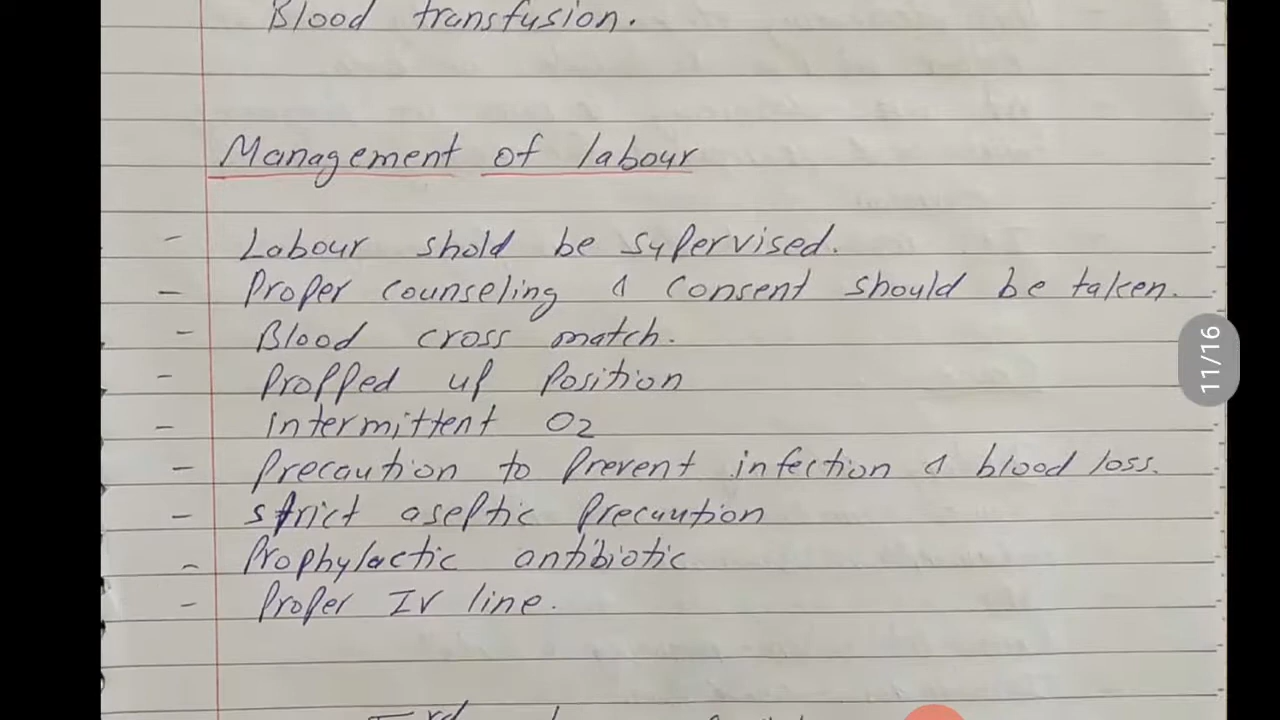 Blood transfusion.
Management of labour
- Labour shold be supervised.
- Proper counseling & consent should be taken.
- Blood cross match.
- Propped up position
- intermittent O2
- Precaution to prevent infection & blood loss.
- strict aseptic precaution
- Prophylactic antibiotic
- Proper IV line.
11/16